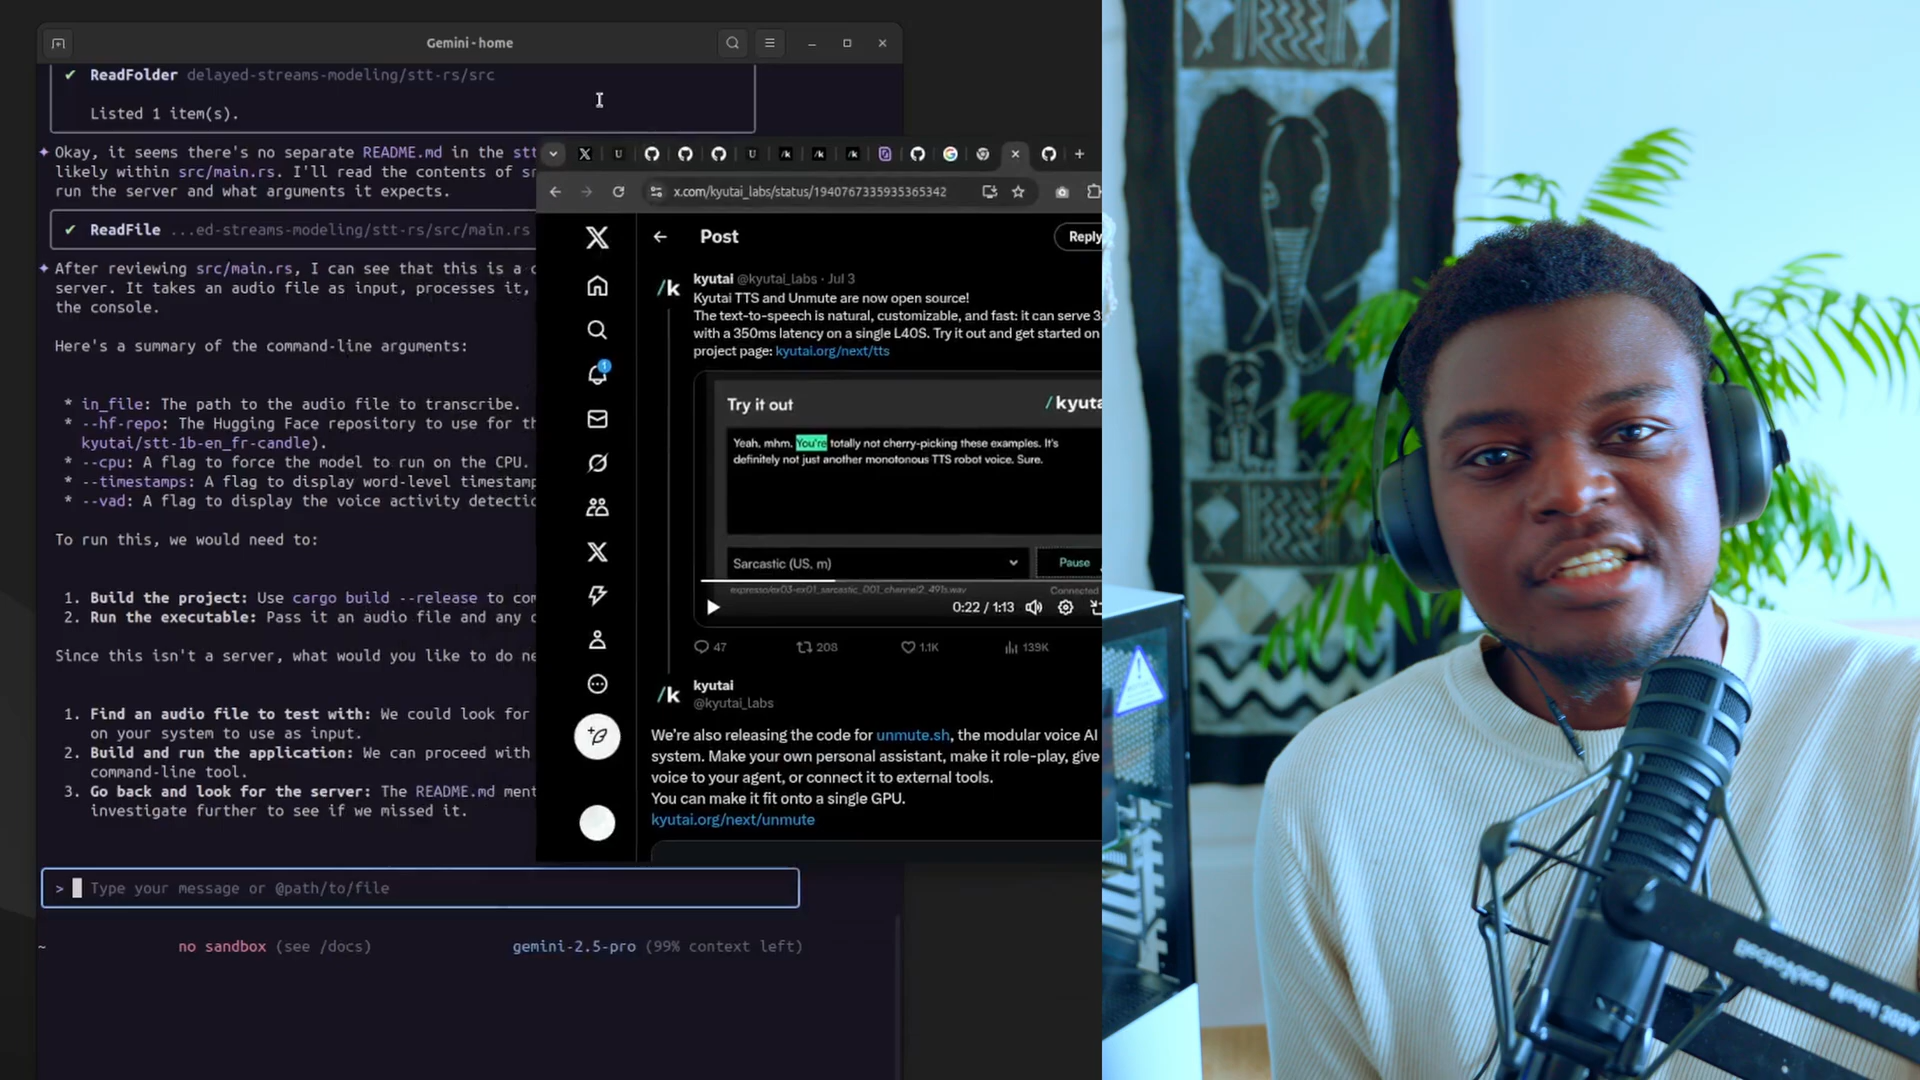 Gemini - home
✔ ReadFolder delayed-streams-modeling/stt-rs/src
Listed 1 item(s).
✦ Okay, it seems there's no separate README.md in the stt
likely within src/main.rs. I'll read the contents of sr
run the server and what arguments it expects.
✔ ReadFile ...ed-streams-modeling/stt-rs/src/main.rs
✦ After reviewing src/main.rs, I can see that this is a c
server. It takes an audio file as input, processes it,
the console.
Here's a summary of the command-line arguments:
* in_file: The path to the audio file to transcribe.
* --hf-repo: The Hugging Face repository to use for th
kyutai/stt-1b-en_fr-candle).
* --cpu: A flag to force the model to run on the CPU.
* --timestamps: A flag to display word-level timestamp
* --vad: A flag to display the voice activity detectio
To run this, we would need to:
1. Build the project: Use cargo build --release to com
2. Run the executable: Pass it an audio file and any o
Since this isn't a server, what would you like to do ne
1. Find an audio file to test with: We could look for
on your system to use as input.
2. Build and run the application: We can proceed with
command-line tool.
3. Go back and look for the server: The README.md ment
investigate further to see if we missed it.
> Type your message or @path/to/file
~ no sandbox (see /docs) gemini-2.5-pro (99% context left)
x.com/kyutai_labs/status/1940767335935365342
Post
Reply
kyutai @kyutai_labs · Jul 3
Kyutai TTS and Unmute are now open source!
The text-to-speech is natural, customizable, and fast: it can serve 3
with a 350ms latency on a single L40S. Try it out and get started on
project page: kyutai.org/next/tts
Try it out
/kyuta
Yeah, mhm. You're totally not cherry-picking these examples. It's
definitely not just another monotonous TTS robot voice. Sure.
Sarcastic (US, m)
Pause
expresso/ex03-ex01_sarcastic_001_channel2_491s.wav
Connected
0:22 / 1:13
47 208 1.1K 139K
/k kyutai
@kyutai_labs
We're also releasing the code for unmute.sh, the modular voice AI
system. Make your own personal assistant, make it role-play, give
voice to your agent, or connect it to external tools.
You can make it fit onto a single GPU.
kyutai.org/next/unmute